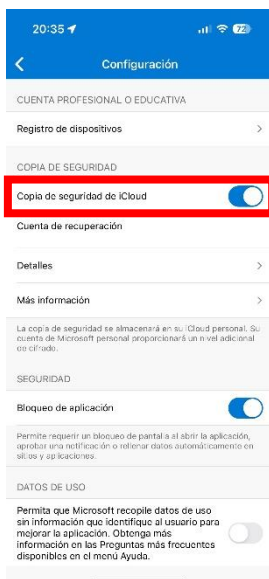 20:35
72
Configuración
CUENTA PROFESIONAL O EDUCATIVA
Registro de dispositivos
COPIA DE SEGURIDAD
Copia de seguridad de iCloud
Cuenta de recuperación
Detalles
Más información
La copia de seguridad se almacenará en su iCloud personal. Su
cuenta de Microsoft personal proporcionará un nivel adicional
de cifrado.
SEGURIDAD
Bloqueo de aplicación
Permite requerir un bloqueo de pantalla al abrir la aplicación,
aprobar una notificación o rellenar datos automáticamente en
sitios y aplicaciones.
DATOS DE USO
Permita que Microsoft recopile datos de uso
sin información que identifique al usuario para
mejorar la aplicación. Obtenga más
información en las Preguntas más frecuentes
disponibles en el menú Ayuda.